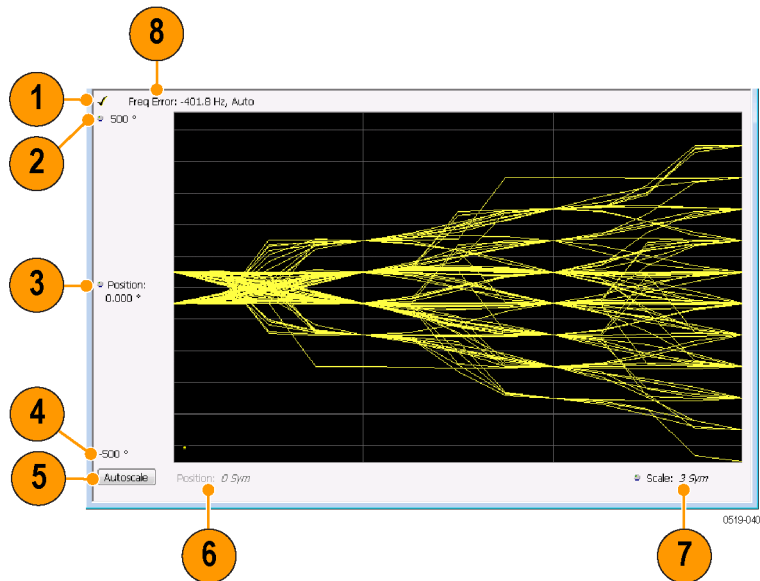 8
1
Freq Error: -401.8 Hz, Auto
2
500 °
3
Position:
0.000 °
4
-500 °
5
Autoscale
Position: 0 Sym
Scale: 3 Sym
0519-040
6
7